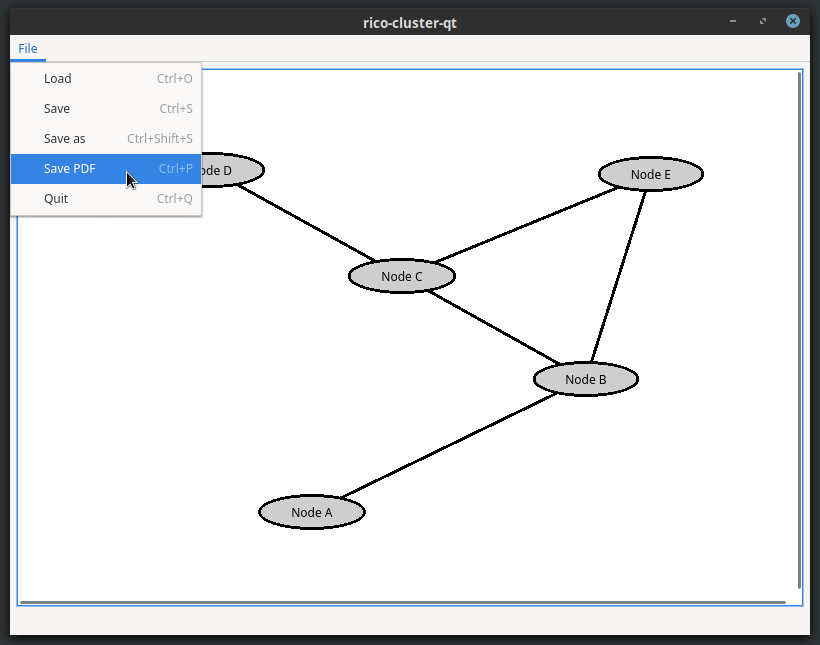 rico-cluster-qt
File
Load Ctrl+O
Save Ctrl+S
Save as Ctrl+Shift+S
Save PDF Ctrl+P
Quit Ctrl+Q
ode D
Node E
Node C
Node B
Node A